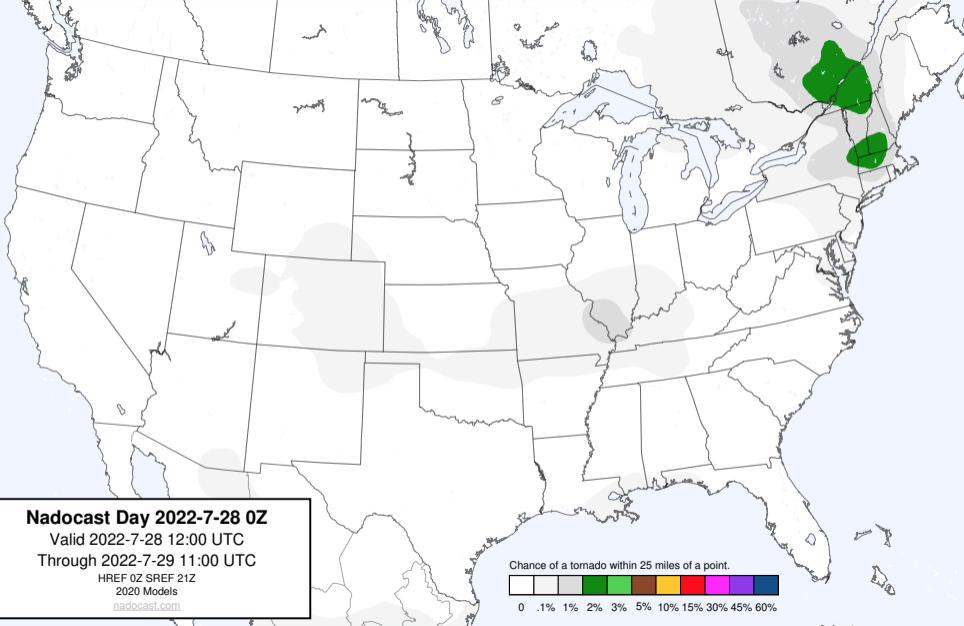 Nadocast Day 2022-7-28 0Z
Valid 2022-7-28 12:00 UTC
Through 2022-7-29 11:00 UTC
HREF 0Z SREF 21Z
2020 Models
nadocast.com
Chance of a tornado within 25 miles of a point.
0 .1% 1% 2% 3% 5% 10% 15% 30% 45% 60%